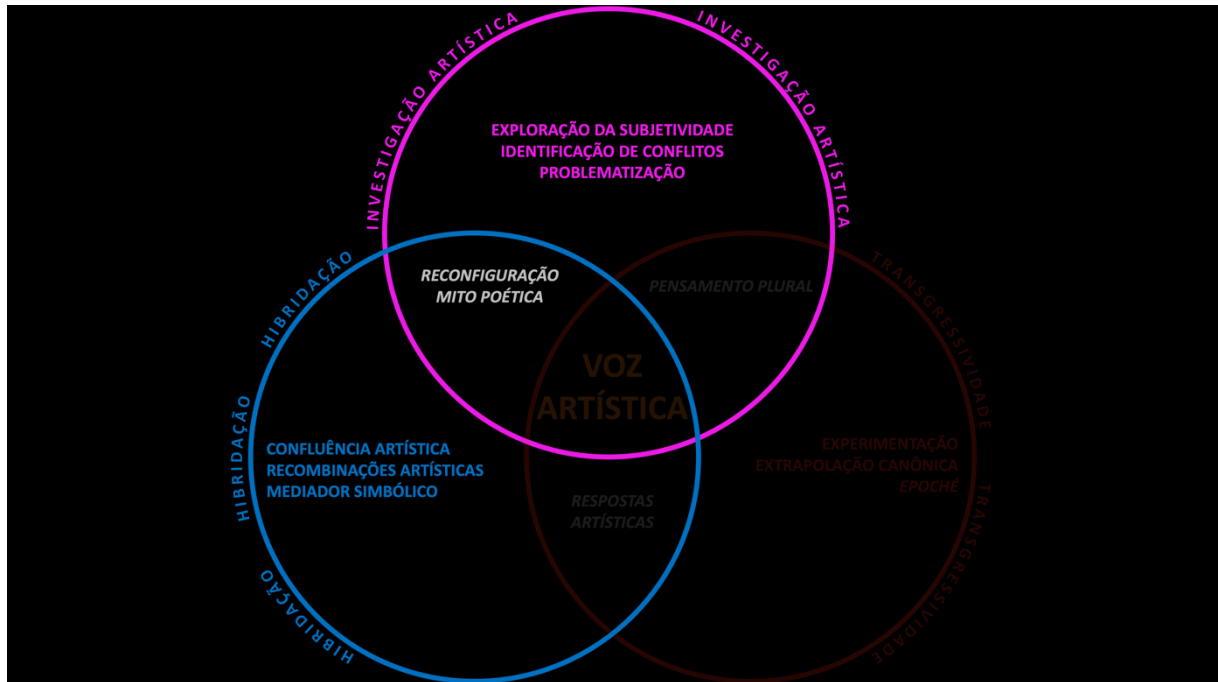 INVESTIGAÇÃO ARTÍSTICA
INVESTIGAÇÃO ARTÍSTICA
EXPLORAÇÃO DA SUBJETIVIDADE
IDENTIFICAÇÃO DE CONFLITOS
PROBLEMATIZAÇÃO
HIBRIDAÇÃO
RECONFIGURAÇÃO
MITO POÉTICA
PENSAMENTO PLURAL
TRANSGRESSIVIDADE
VOZ
ARTÍSTICA
HIBRIDAÇÃO
CONFLUÊNCIA ARTÍSTICA
RECOMBINAÇÕES ARTÍSTICAS
MEDIADOR SIMBÓLICO
EXPERIMENTAÇÃO
EXTRAPOLAÇÃO CANÔNICA
EPOCHÉ
RESPOSTAS
ARTÍSTICAS
TRANSGRESSIVIDADE
HIBRIDAÇÃO